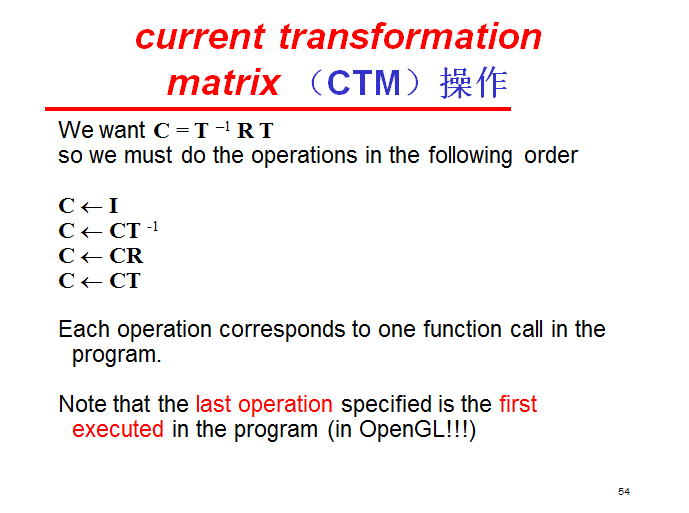 current transformation
matrix （CTM）操作
We want C = T –1 R T
so we must do the operations in the following order
C ← I
C ← CT -1
C ← CR
C ← CT
Each operation corresponds to one function call in the
program.
Note that the last operation specified is the first
executed in the program (in OpenGL!!!)
54